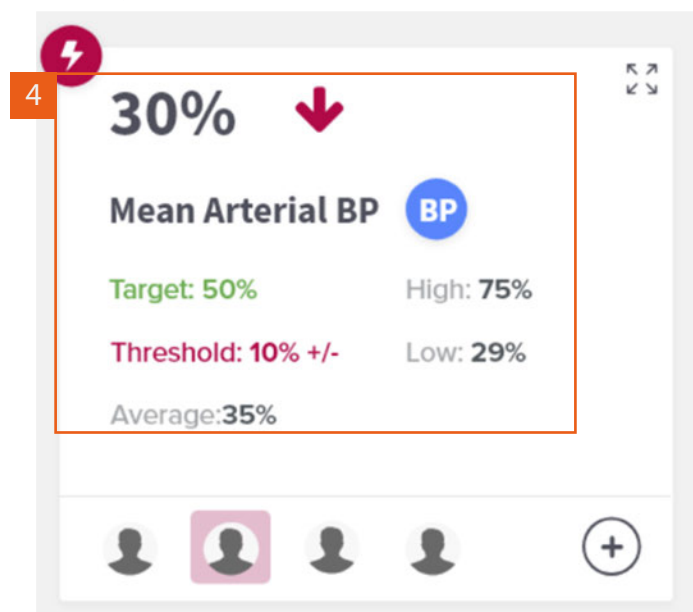 4
30%
Mean Arterial BP BP
Target: 50% High: 75%
Threshold: 10% +/- Low: 29%
Average:35%